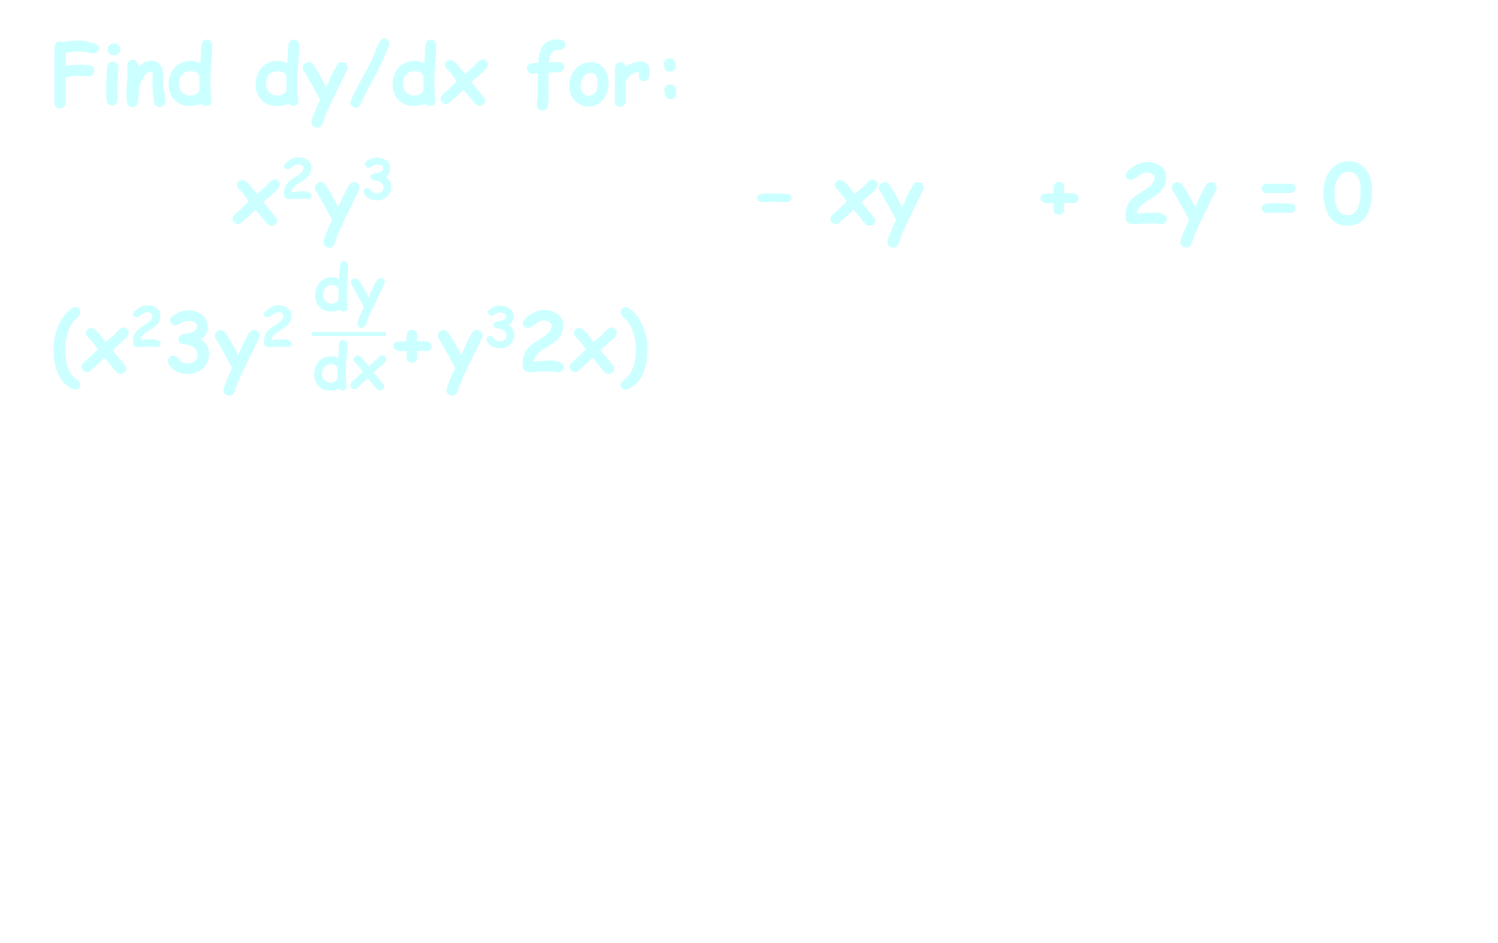 Find dy/dx for:
x²y³ - xy + 2y = 0
(x²3y² dy/dx+y³2x)